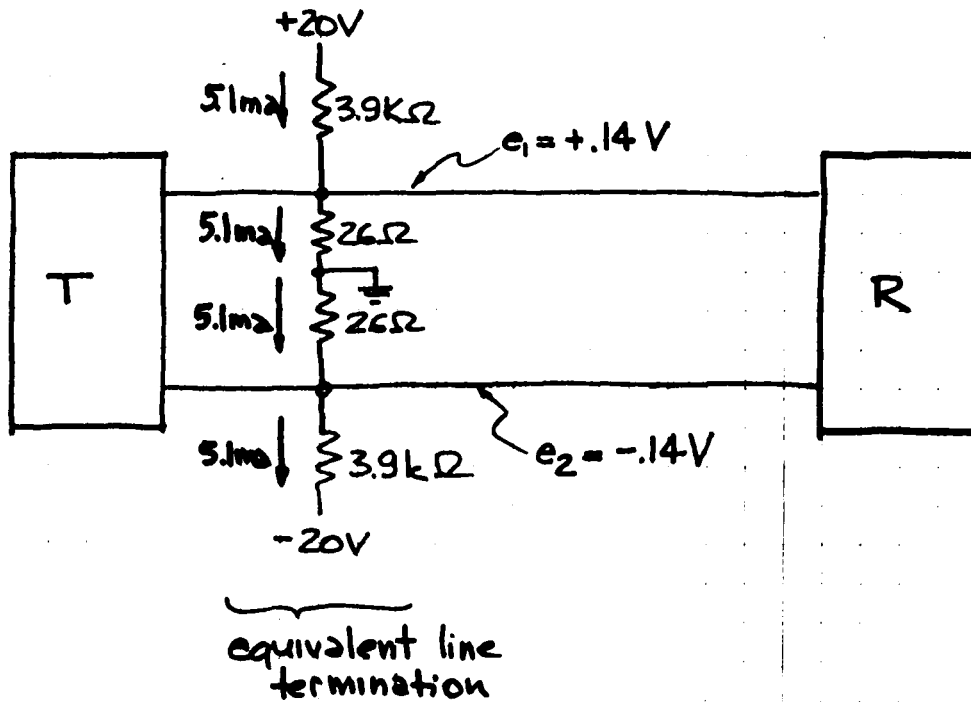 +20V
5.1ma
3.9KΩ
e₁ = +.14 V
5.1ma
26Ω
T
R
5.1ma
26Ω
5.1ma
3.9kΩ
e₂ = -.14V
-20V
equivalent line
termination